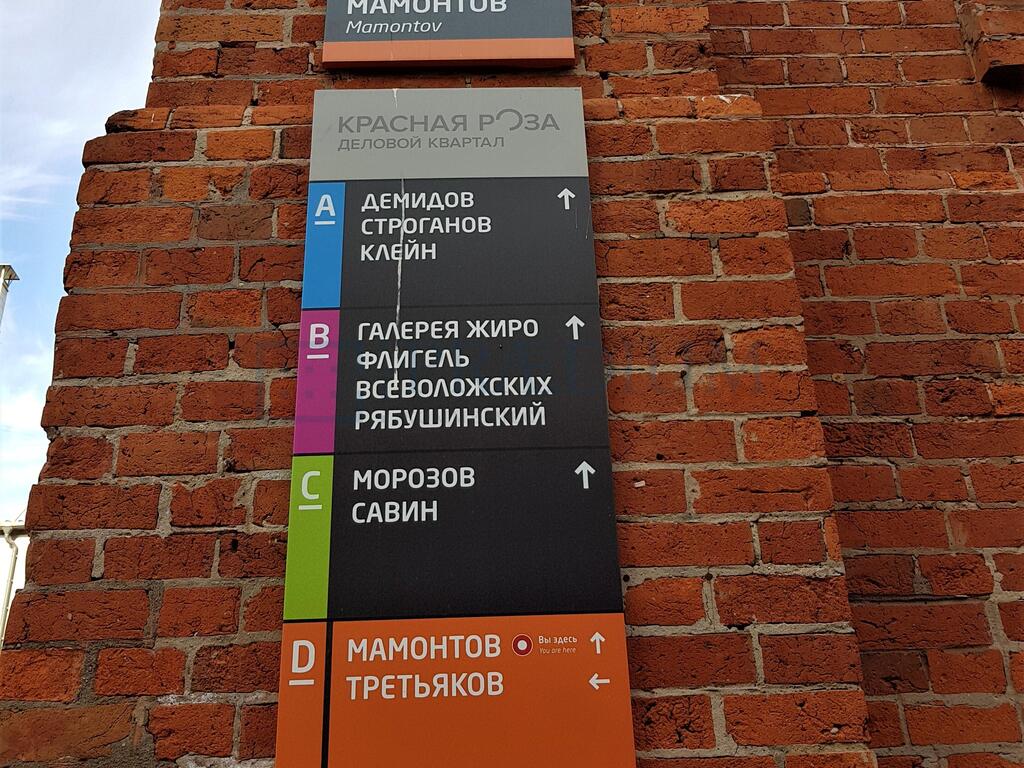 МАМОНТОВ
Mamontov
КРАСНАЯ РОЗА
ДЕЛОВОЙ КВАРТАЛ
A
ДЕМИДОВ
СТРОГАНОВ
КЛЕЙН
B
ГАЛЕРЕЯ ЖИРО
ФЛИГЕЛЬ
ВСЕВОЛОЖСКИХ
РЯБУШИНСКИЙ
C
МОРОЗОВ
САВИН
D
МАМОНТОВ
Вы здесь
You are here
ТРЕТЬЯКОВ